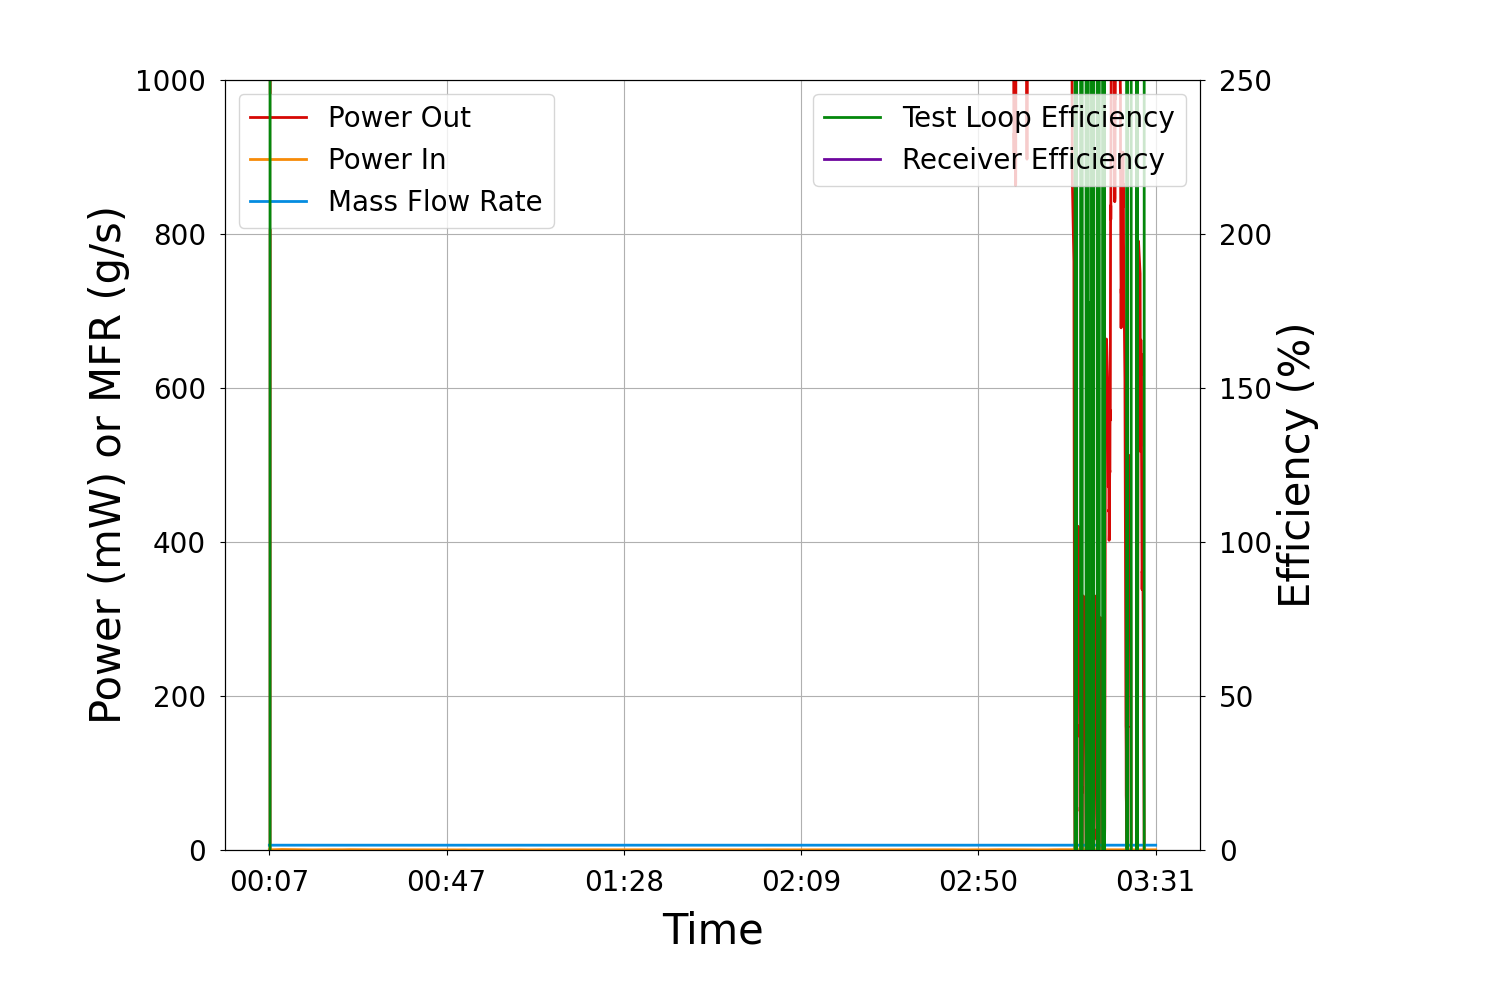 1000
800
600
400
200
0
Power (mW) or MFR (g/s)
Power Out
Power In
Mass Flow Rate
Test Loop Efficiency
Receiver Efficiency
250
200
150
100
50
0
Efficiency (%)
00:07 00:47 01:28 02:09 02:50 03:31
Time